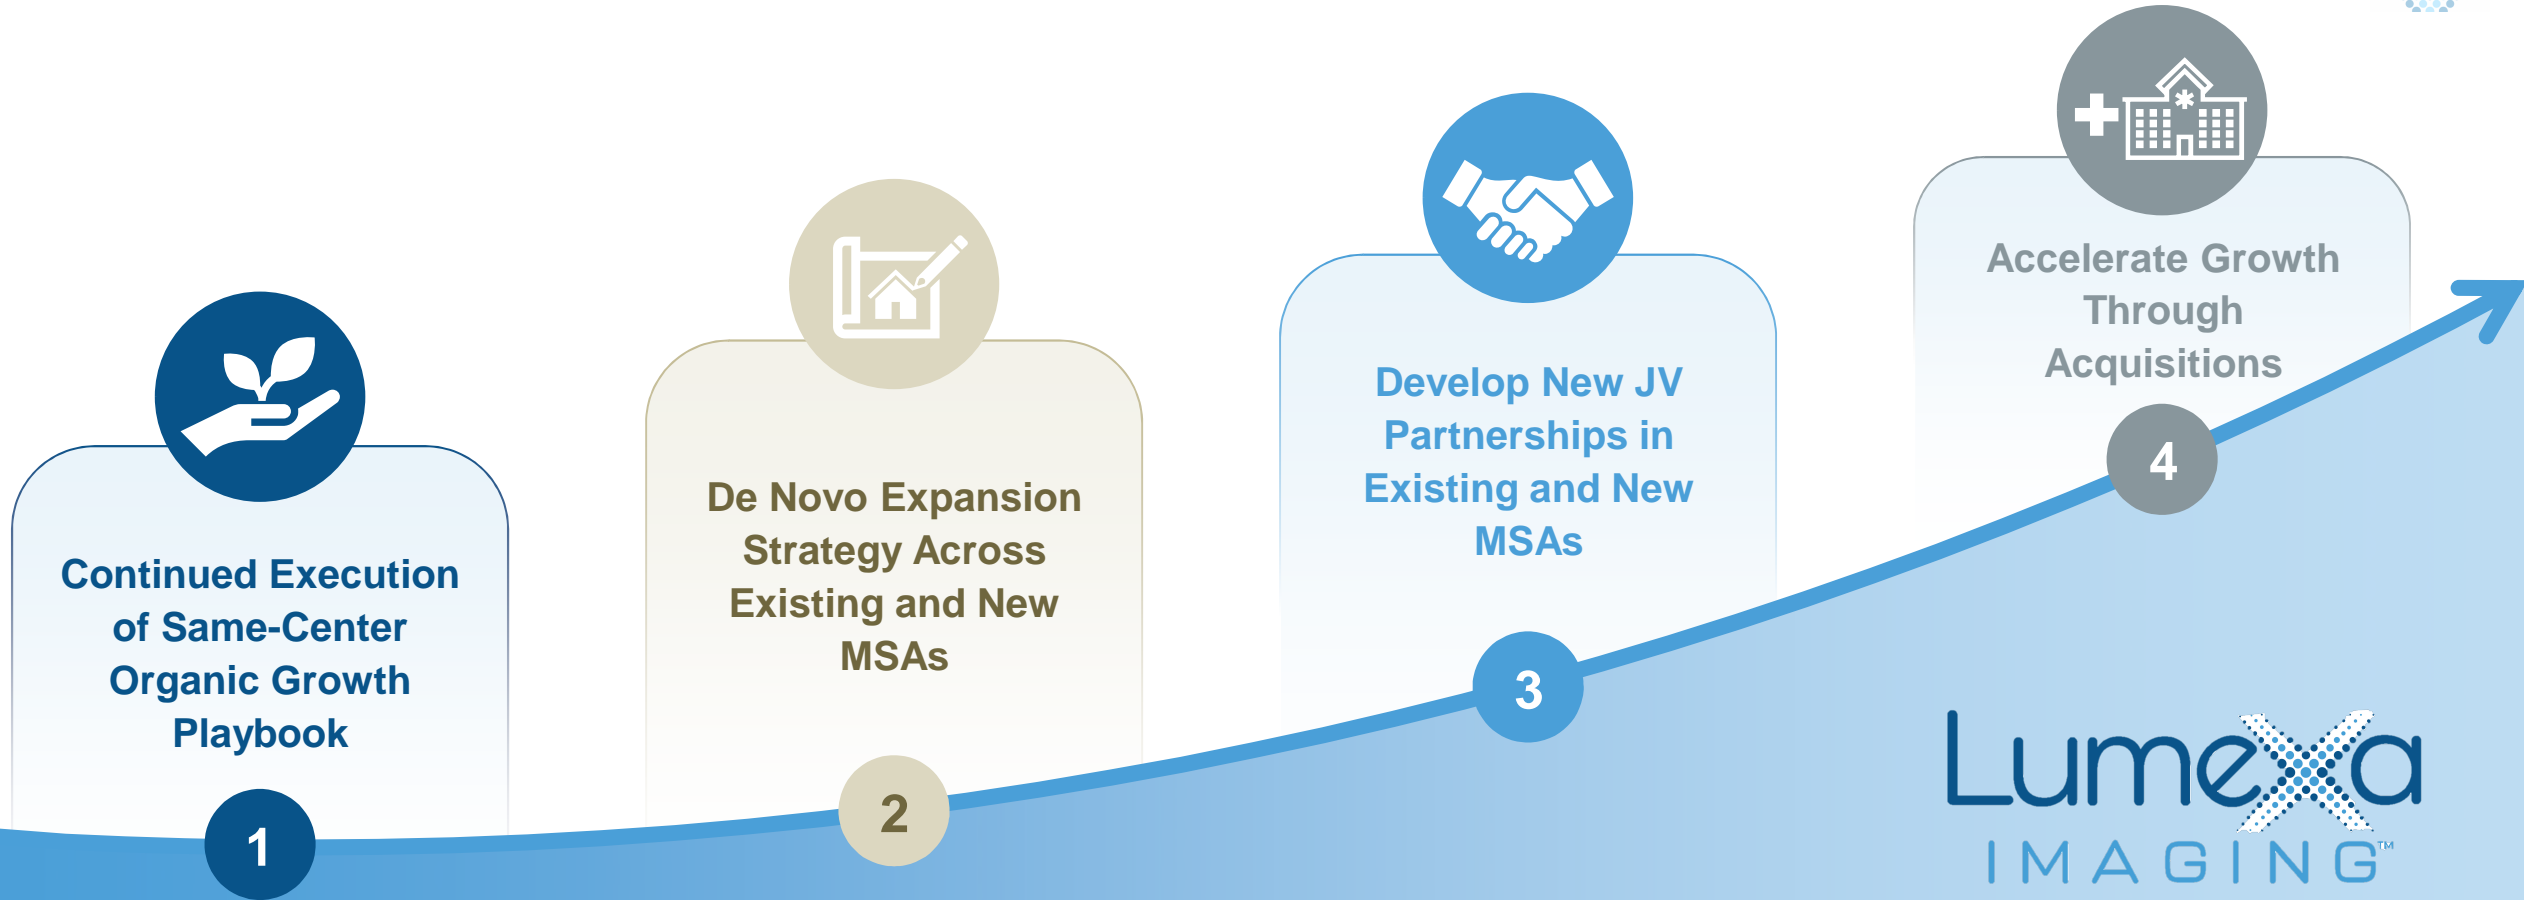 Continued Execution
of Same-Center
Organic Growth
Playbook
1
De Novo Expansion
Strategy Across
Existing and New
MSAs
2
Develop New JV
Partnerships in
Existing and New
MSAs
3
Accelerate Growth
Through
Acquisitions
4
Lumexa
IMAGING™